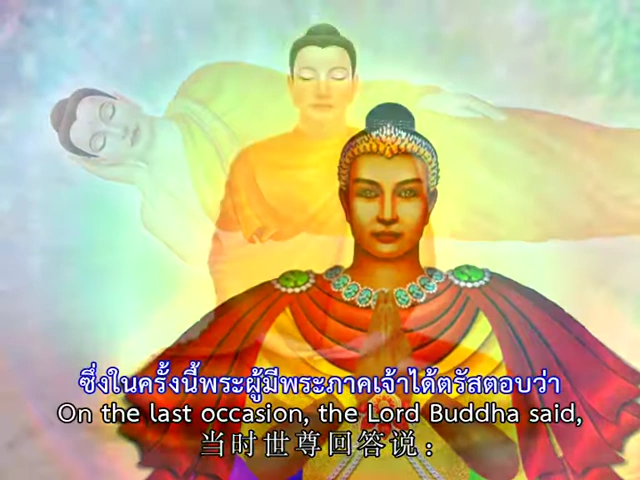 ซึ่งในครั้งนี้พระผู้มีพระภาคเจ้าได้ตรัสตอบว่า
On the last occasion, the Lord Buddha said,
当时世尊回答说：